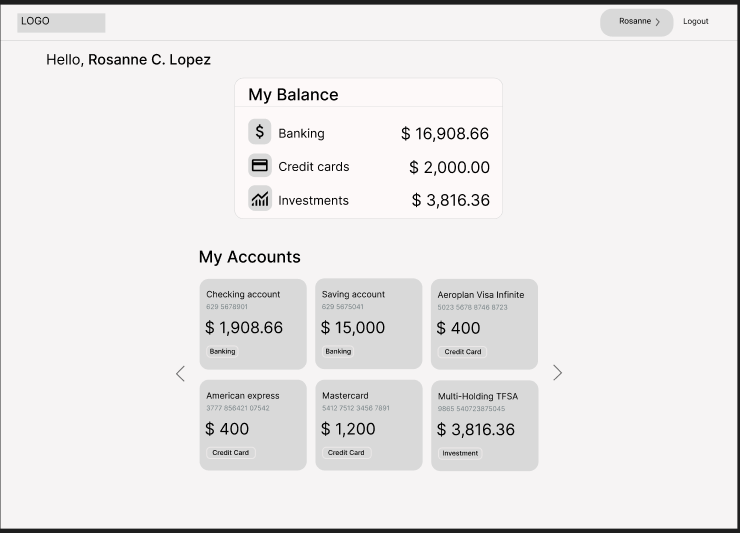 LOGO
Rosanne
Logout
Hello, Rosanne C. Lopez
My Balance
Banking $ 16,908.66
Credit cards $ 2,000.00
Investments $ 3,816.36
My Accounts
Checking account
629 5678901
$ 1,908.66
Banking
Saving account
629 5675041
$ 15,000
Banking
Aeroplan Visa Infinite
5023 5678 8746 8723
$ 400
Credit Card
American express
3777 856421 07542
$ 400
Credit Card
Mastercard
5412 7512 3456 7891
$ 1,200
Credit Card
Multi-Holding TFSA
9865 540723875045
$ 3,816.36
Investment